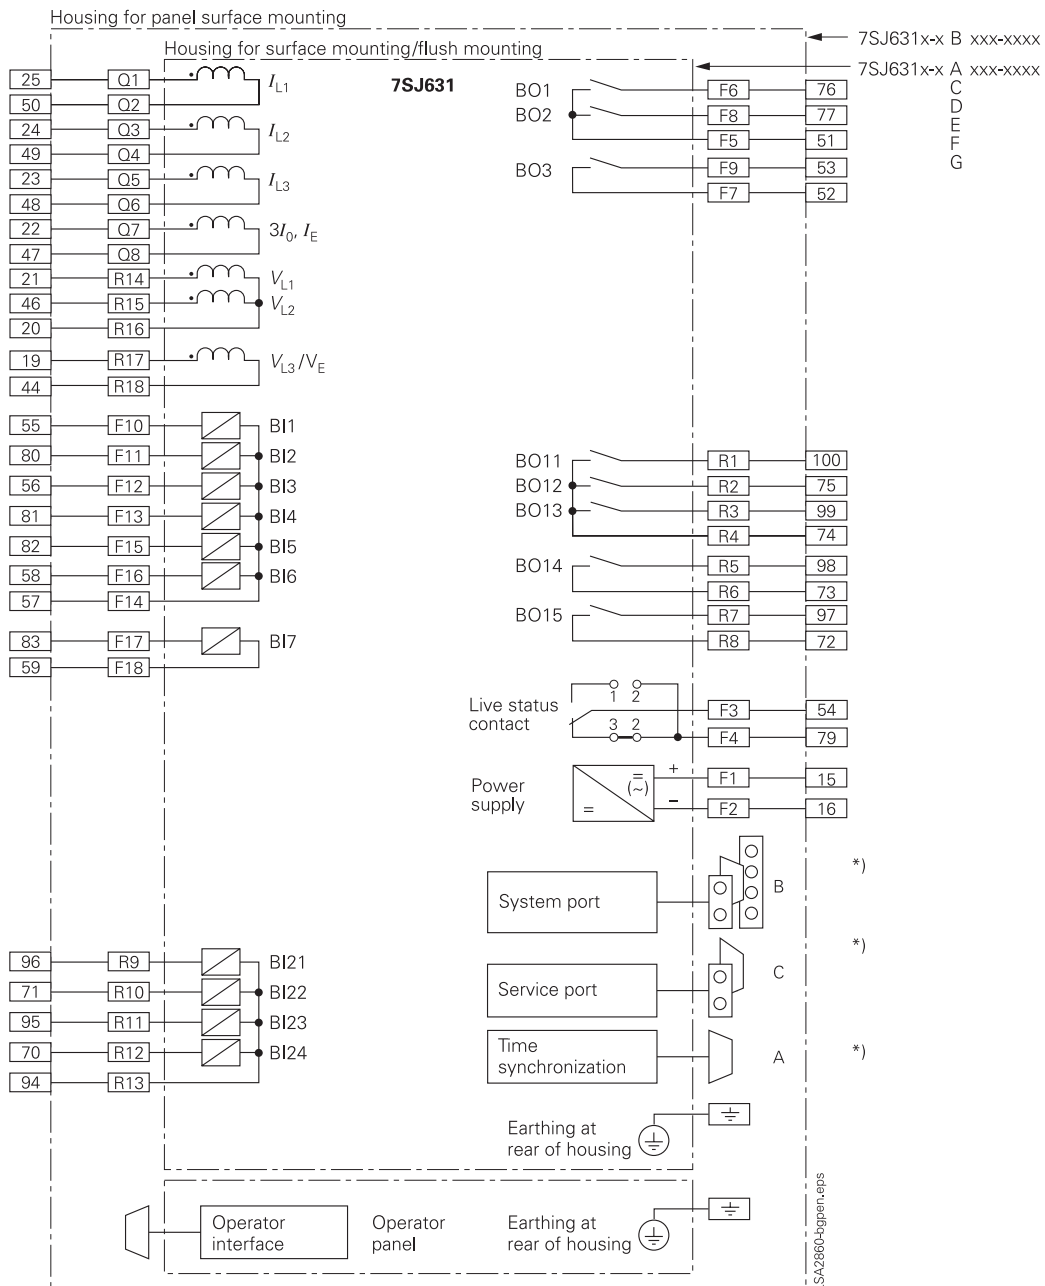 Housing for panel surface mounting
7SJ631x-x B xxx-xxxx
Housing for surface mounting/flush mounting
7SJ631x-x A xxx-xxxx
C
D
E
F
G
7SJ631
25 Q1 IL1
50 Q2
24 Q3 IL2
49 Q4
23 Q5 IL3
48 Q6
22 Q7 3I0, IE
47 Q8
21 R14 VL1
46 R15 VL2
20 R16
19 R17 VL3/VE
44 R18
55 F10 BI1
80 F11 BI2
56 F12 BI3
81 F13 BI4
82 F15 BI5
58 F16 BI6
57 F14
83 F17 BI7
59 F18
96 R9 BI21
71 R10 BI22
95 R11 BI23
70 R12 BI24
94 R13
BO1 F6 76
BO2 F8 77
F5 51
BO3 F9 53
F7 52
BO11 R1 100
BO12 R2 75
BO13 R3 99
R4 74
BO14 R5 98
R6 73
BO15 R7 97
R8 72
Live status
contact
1 2
3 2
F3 54
F4 79
Power
supply
=
(~)
=
+ F1 15
− F2 16
System port B *)
Service port C *)
Time
synchronization
A *)
Earthing at
rear of housing
Operator
interface
Operator
panel
Earthing at
rear of housing
SA2860-bgpen.eps